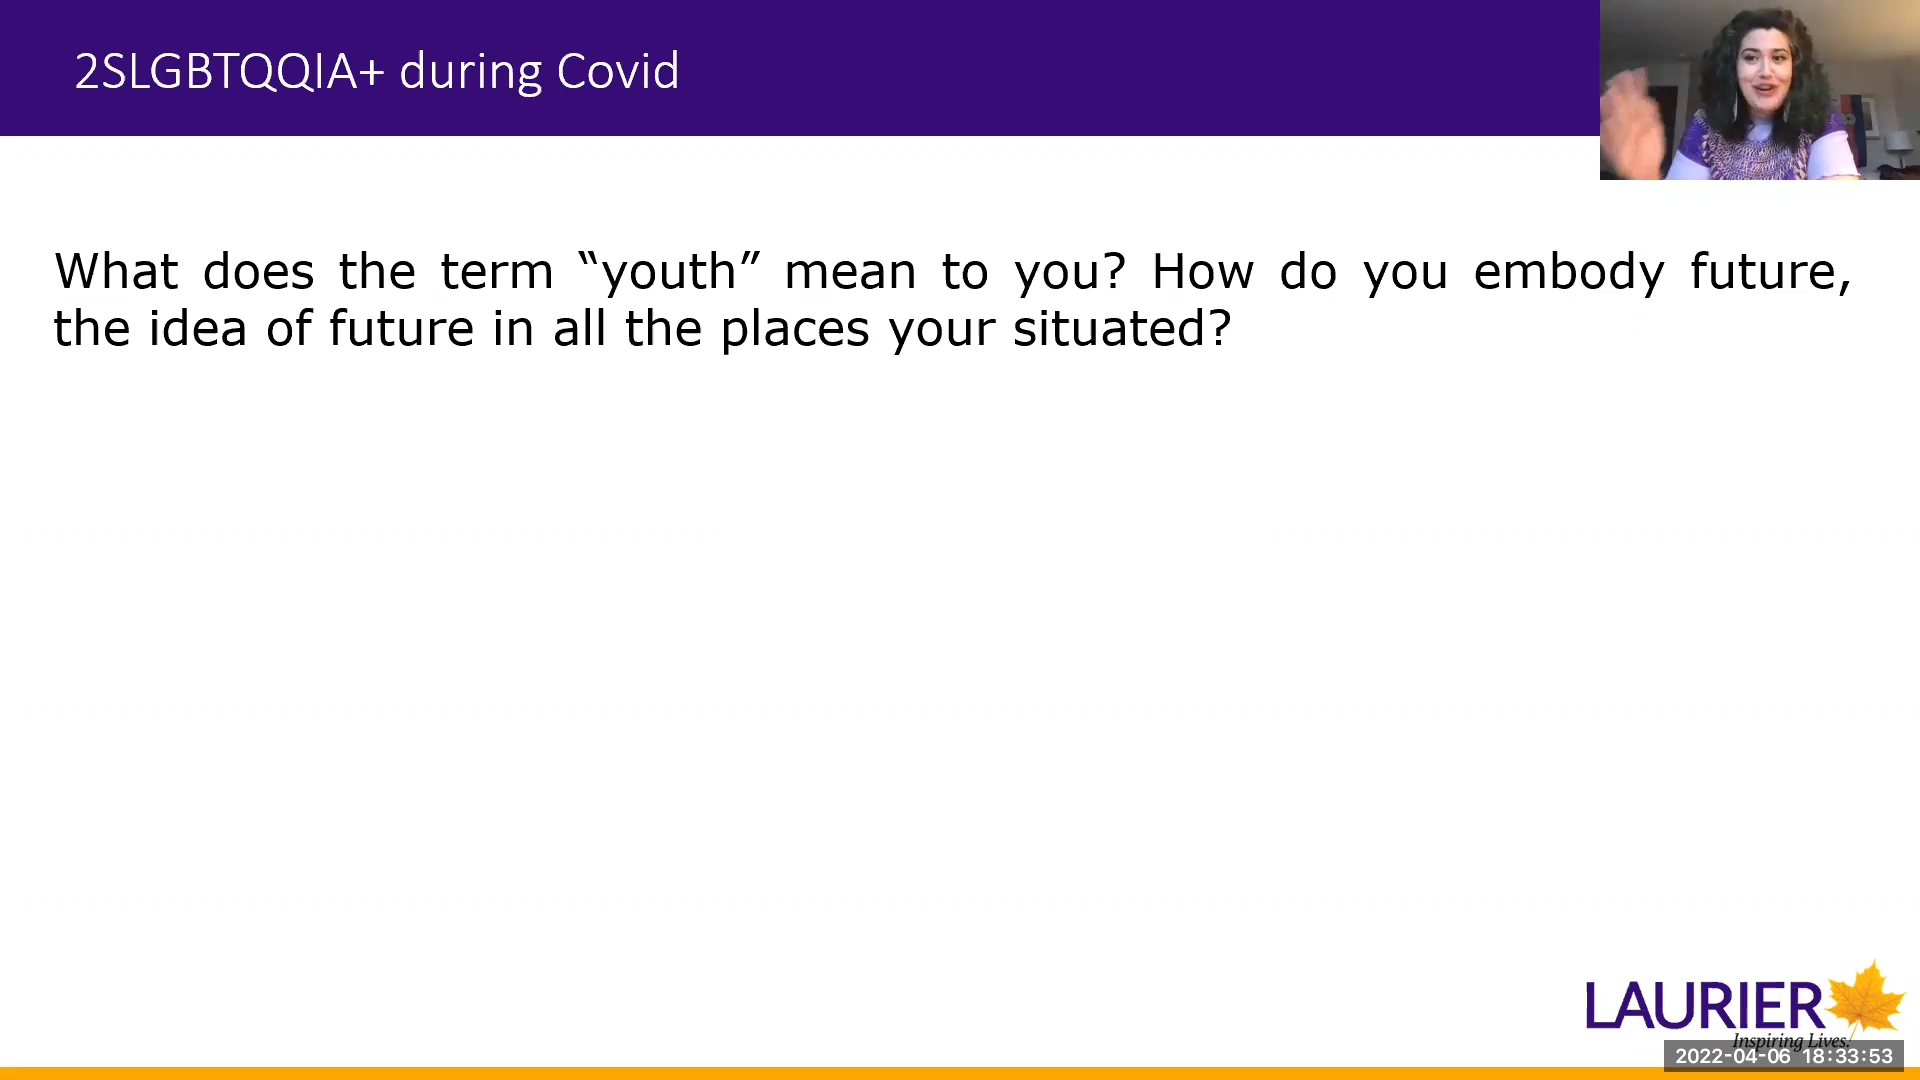 2SLGBTQQIA+ during Covid
What does the term “youth” mean to you? How do you embody future,
the idea of future in all the places your situated?
LAURIER
Inspiring Lives.
2022-04-06 18:33:53